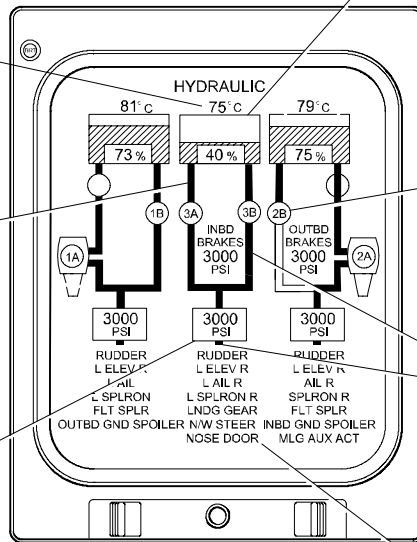 BRT
HYDRAULIC
81°C 75°C 79°C
73 % 40 % 75 %
1B 3A 3B 2B
INBD BRAKES 3000 PSI
OUTBD BRAKES 3000 PSI
1A 2A
3000 PSI
3000 PSI
3000 PSI
RUDDER
L ELEV R
L AIL
L SPLRON
FLT SPLR
OUTBD GND SPOILER
RUDDER
L ELEV R
L AIL R
L SPLRON R
LNDG GEAR
N/W STEER
NOSE DOOR
RUDDER
L ELEV R
AIL R
SPLRON R
FLT SPLR
INBD GND SPOILER
MLG AUX ACT